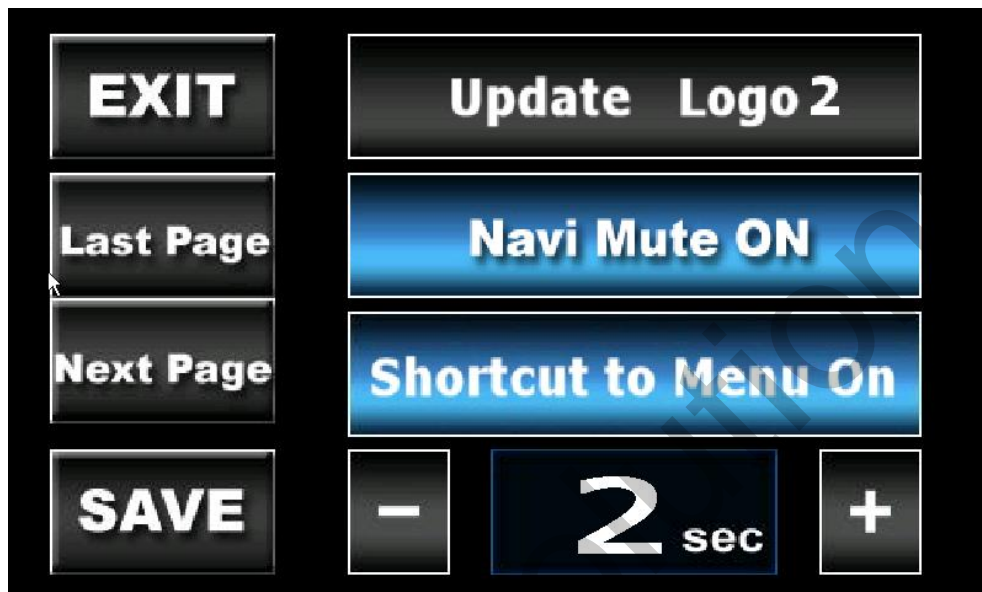 EXIT
Update Logo 2
Last Page
Navi Mute ON
Next Page
Shortcut to Menu On
SAVE
− 2 sec +